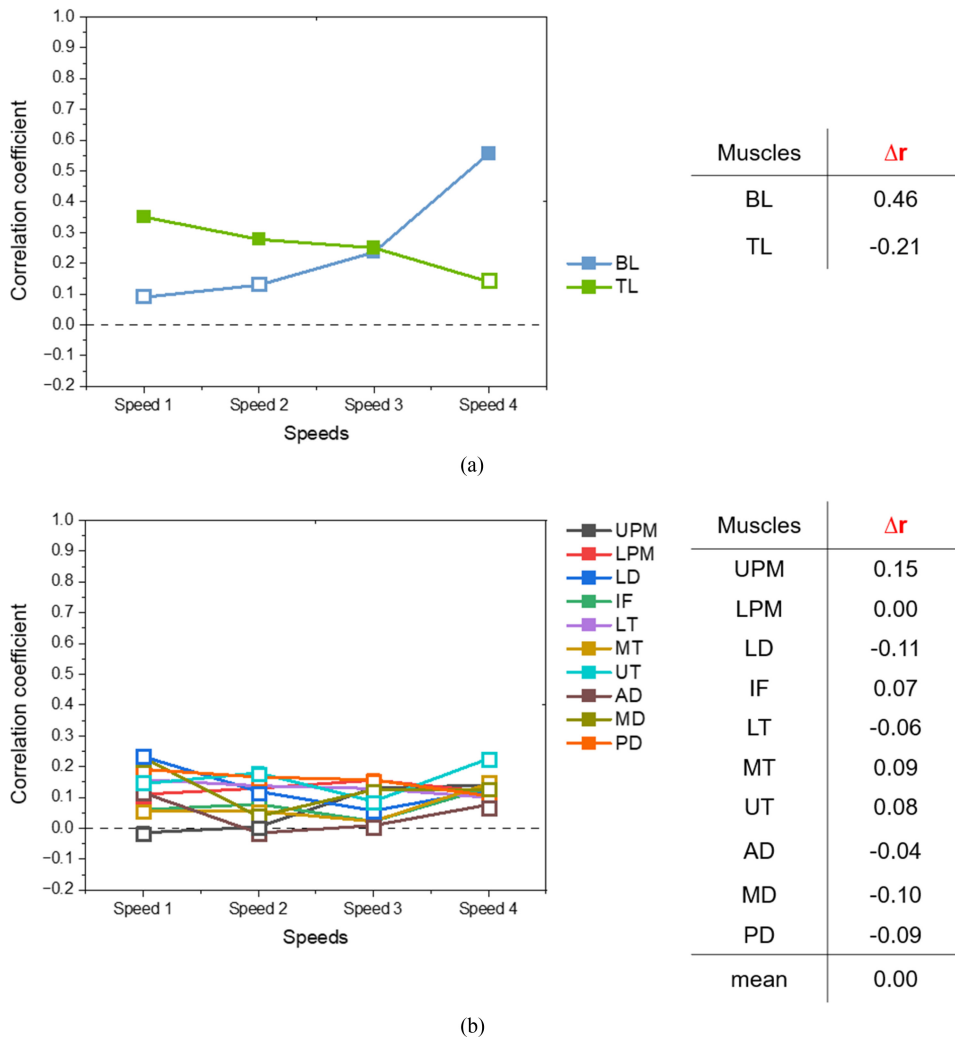 1.0
0.9
0.8
0.7
0.6
0.5
0.4
0.3
0.2
0.1
0.0
−0.1
−0.2
Correlation coefficient
Speed 1 Speed 2 Speed 3 Speed 4
Speeds
BL
TL
Muscles Δr
BL 0.46
TL -0.21
(a)
1.0
0.9
0.8
0.7
0.6
0.5
0.4
0.3
0.2
0.1
0.0
−0.1
−0.2
Correlation coefficient
Speed 1 Speed 2 Speed 3 Speed 4
Speeds
UPM
LPM
LD
IF
LT
MT
UT
AD
MD
PD
Muscles Δr
UPM 0.15
LPM 0.00
LD -0.11
IF 0.07
LT -0.06
MT 0.09
UT 0.08
AD -0.04
MD -0.10
PD -0.09
mean 0.00
(b)